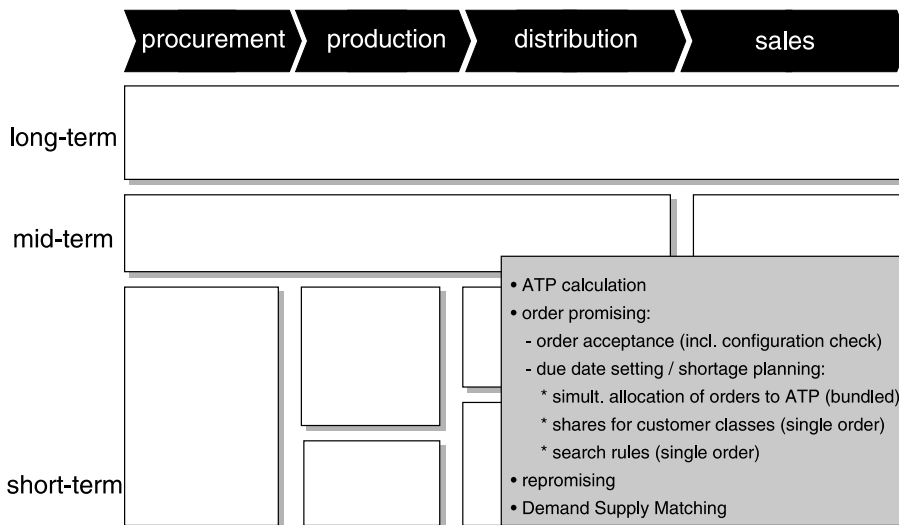 procurement production distribution sales
long-term
mid-term
short-term
• ATP calculation
• order promising:
- order acceptance (incl. configuration check)
- due date setting / shortage planning:
* simult. allocation of orders to ATP (bundled)
* shares for customer classes (single order)
* search rules (single order)
• repromising
• Demand Supply Matching